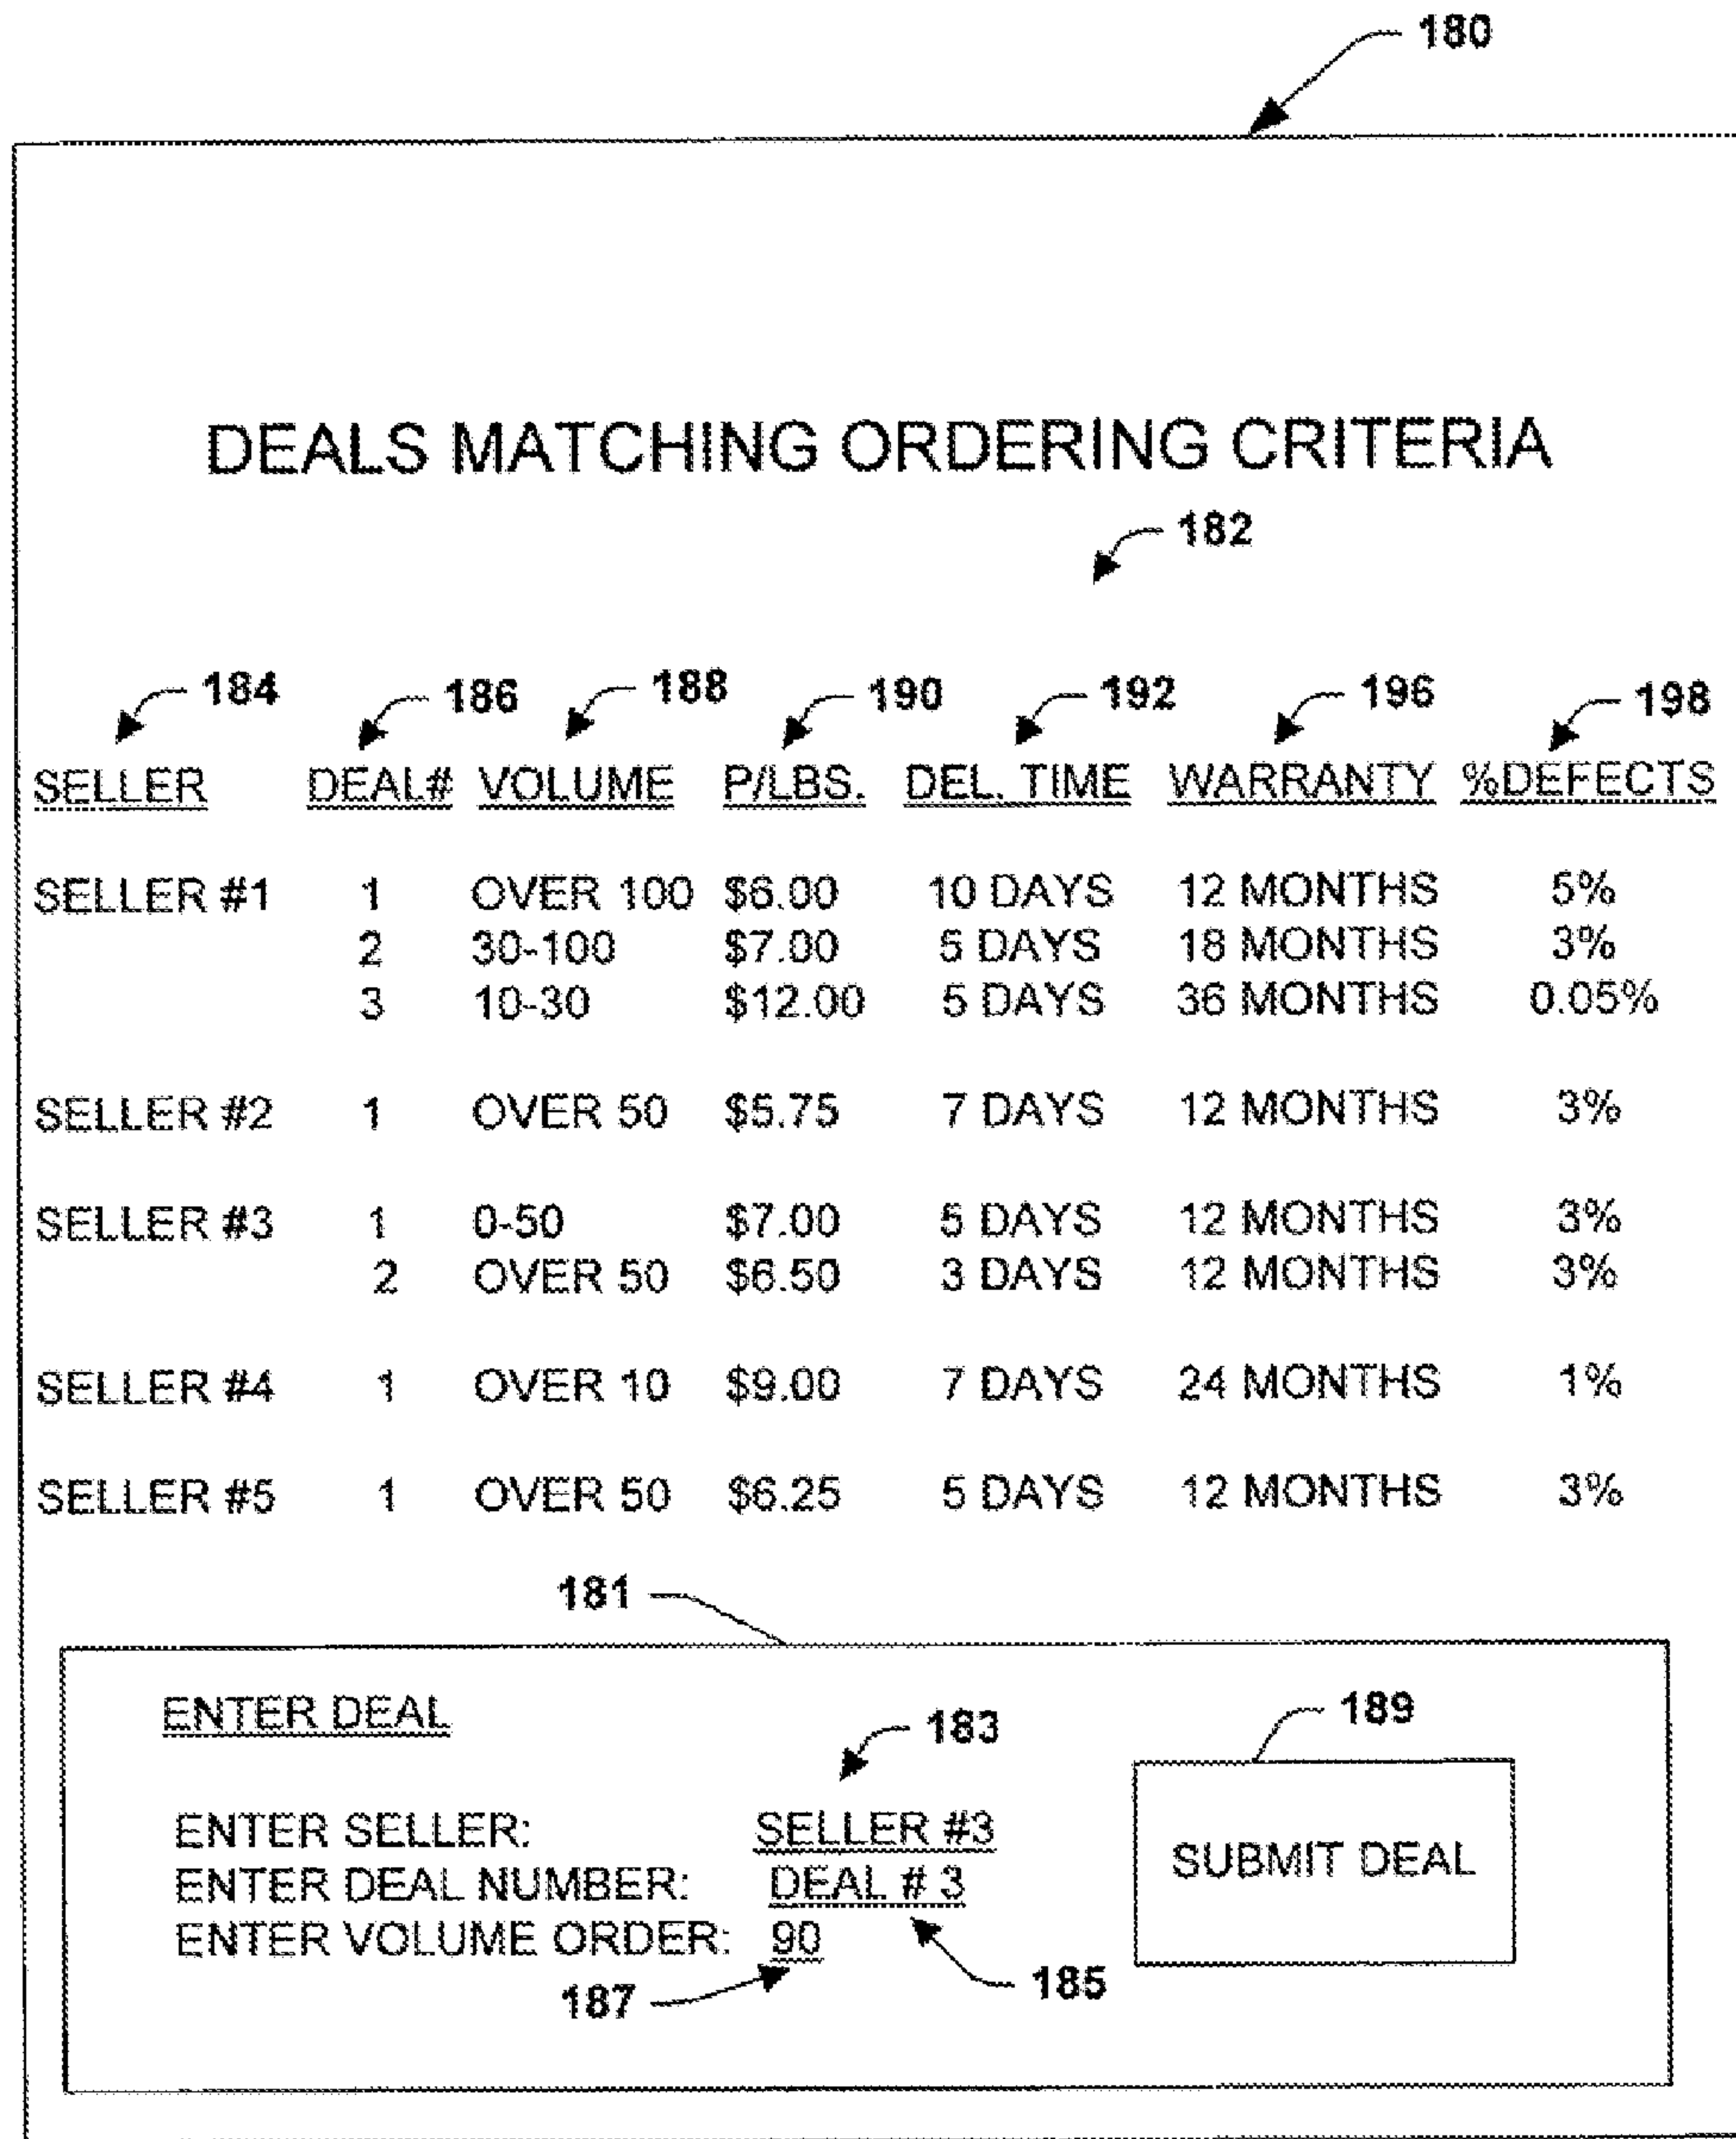 180
DEALS MATCHING ORDERING CRITERIA
182
184 186 188 190 192 196 198
SELLER DEAL# VOLUME P/LBS. DEL. TIME WARRANTY %DEFECTS
SELLER #1 1 OVER 100 $6.00 10 DAYS 12 MONTHS 5%
2 30-100 $7.00 5 DAYS 18 MONTHS 3%
3 10-30 $12.00 5 DAYS 36 MONTHS 0.05%
SELLER #2 1 OVER 50 $5.75 7 DAYS 12 MONTHS 3%
SELLER #3 1 0-50 $7.00 5 DAYS 12 MONTHS 3%
2 OVER 50 $6.50 3 DAYS 12 MONTHS 3%
SELLER #4 1 OVER 10 $9.00 7 DAYS 24 MONTHS 1%
SELLER #5 1 OVER 50 $6.25 5 DAYS 12 MONTHS 3%
181
ENTER DEAL
183
189
ENTER SELLER: SELLER #3
SUBMIT DEAL
ENTER DEAL NUMBER: DEAL # 3
ENTER VOLUME ORDER: 90
187
185